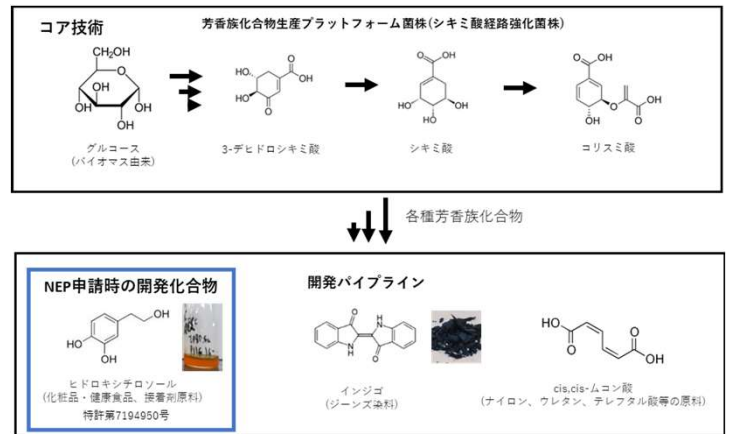 コア技術
芳香族化合物生産プラットフォーム菌株(シキミ酸経路強化菌株)
CH₂OH
O
OH
OH
OH
OH
グルコース
(バイオマス由来)
HO
HO
O
O
OH
3-デヒドロシキミ酸
O
OH
HO
OH
OH
シキミ酸
O
OH
O
OH
O
OH
コリスミ酸
各種芳香族化合物
NEP申請時の開発化合物
OH
HO
OH
ヒドロキシチロソール
(化粧品・健康食品、接着剤原料)
特許第7194950号
開発パイプライン
O
H
N
N
H
O
インジゴ
(ジーンズ染料)
HO
O
O
OH
cis,cis-ムコン酸
(ナイロン、ウレタン、テレフタル酸等の原料)